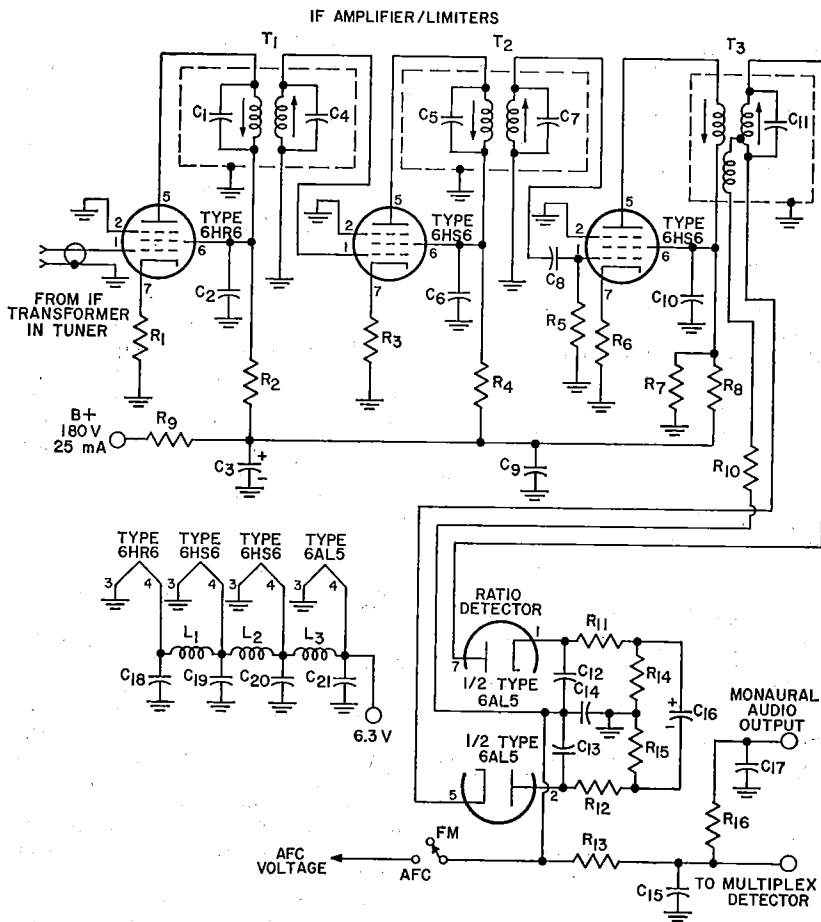 IF AMPLIFIER/LIMITERS
T1
T2
T3
C1
C4
C5
C7
C11
5
2
1
7
6
TYPE
6HR6
5
2
1
7
6
TYPE
6HS6
5
2
1
7
6
TYPE
6HS6
FROM IF
TRANSFORMER
IN TUNER
C2
C6
C8
C10
R1
R2
R3
R4
R5
R6
R7
R8
B+
180 V
25 mA
R9
C3
+
-
C9
R10
TYPE
6HR6
TYPE
6HS6
TYPE
6HS6
TYPE
6AL5
3
4
3
4
3
4
3
4
L1
L2
L3
C18
C19
C20
C21
6.3 V
RATIO
DETECTOR
7
1
1/2 TYPE
6AL5
R11
C12
C14
R14
+
C16
-
1/2 TYPE
6AL5
C13
R15
5
2
R12
MONAURAL
AUDIO
OUTPUT
C17
R16
AFC
VOLTAGE
FM
AFC
R13
C15
TO MULTIPLEX
DETECTOR